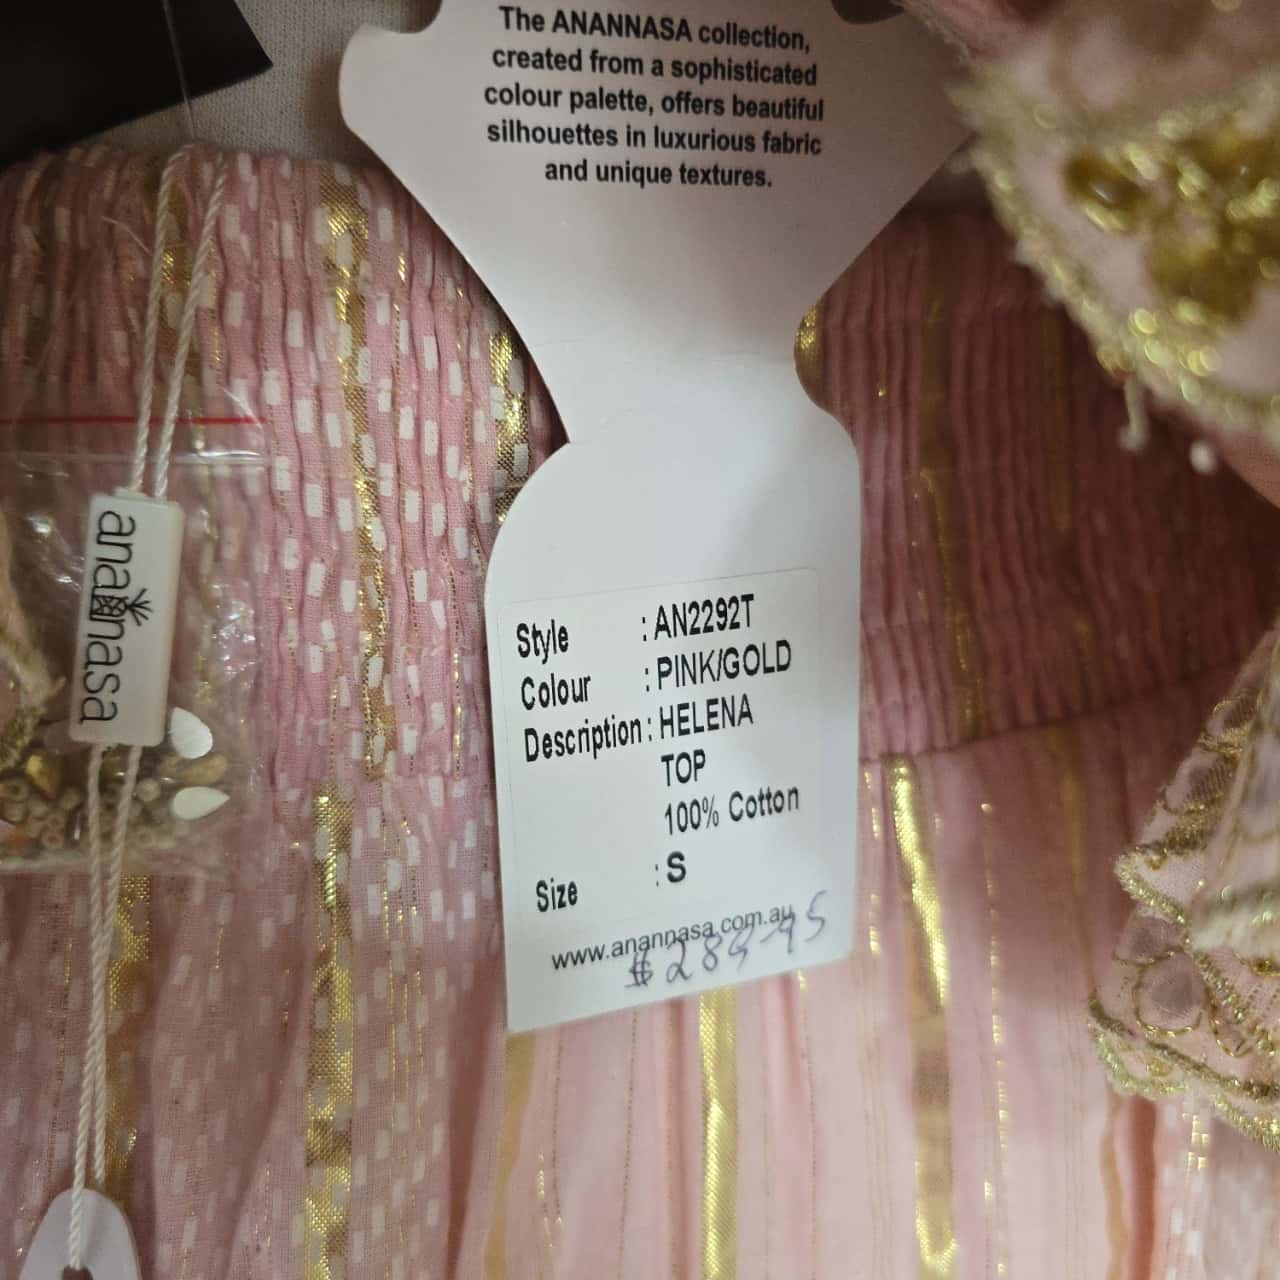 The ANANNASA collection,
created from a sophisticated
colour palette, offers beautiful
silhouettes in luxurious fabric
and unique textures.
ananasa
Style : AN2292T
Colour : PINK/GOLD
Description : HELENA
TOP
100% Cotton
Size : S
www.anannasa.com.au
$289-95